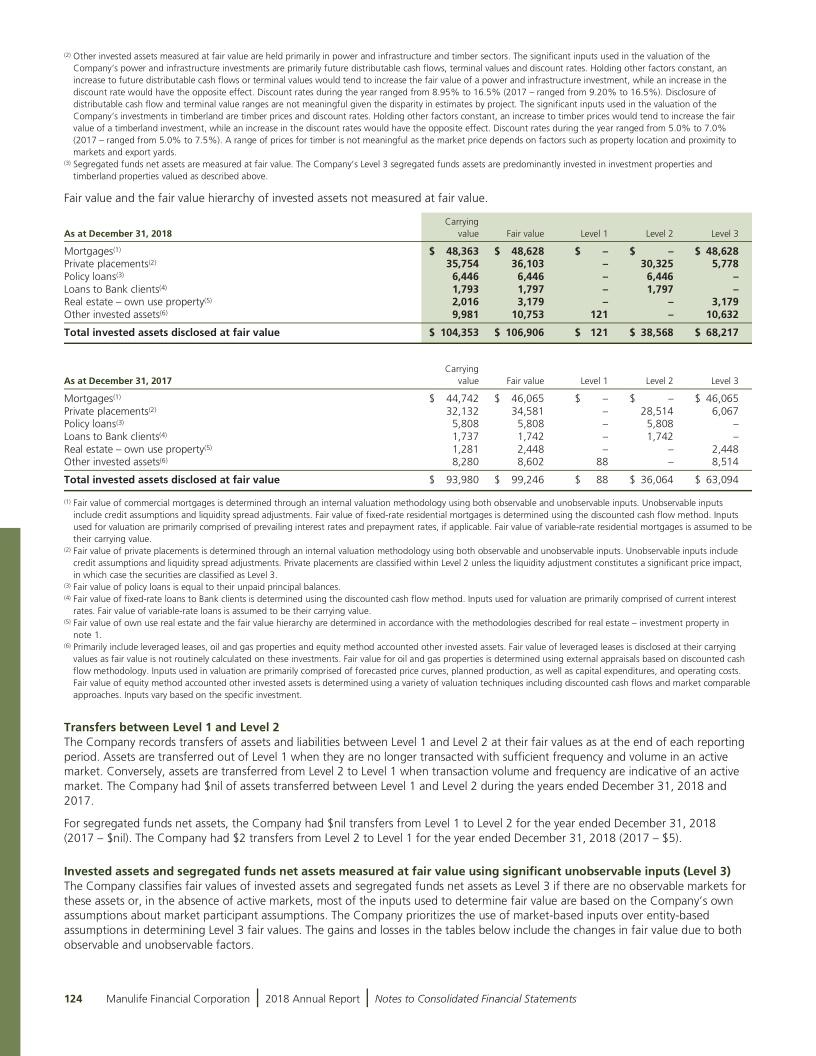 (2) Other invested assets measured at fair value are held primarily in power and infrastructure and timber sectors. The significant inputs used in the valuation of the
Company's power and infrastructure investments are primarily future distributable cash flows, terminal values and discount rates. Holding other factors constant, an
increase to future distributable cash flows or terminal values would tend to increase the fair value of a power and infrastructure investment, while an increase in the
discount rate would have the opposite effect. Discount rates during the year ranged from 8.95% to 16.5% (2017 – ranged from 9.20% to 16.5%). Disclosure of
distributable cash flow and terminal value ranges are not meaningful given the disparity in estimates by project. The significant inputs used in the valuation of the
Company's investments in timberland are timber prices and discount rates. Holding other factors constant, an increase to timber prices would tend to increase the fair
value of a timberland investment, while an increase in the discount rates would have the opposite effect. Discount rates during the year ranged from 5.0% to 7.0%
(2017 – ranged from 5.0% to 7.5%). A range of prices for timber is not meaningful as the market price depends on factors such as property location and proximity to
markets and export yards.
(3) Segregated funds net assets are measured at fair value. The Company's Level 3 segregated funds assets are predominantly invested in investment properties and
timberland properties valued as described above.
Fair value and the fair value hierarchy of invested assets not measured at fair value.
Carrying
As at December 31, 2018 value Fair value Level 1 Level 2 Level 3
Mortgages(1) $ 48,363 $ 48,628 $ – $ – $ 48,628
Private placements(2) 35,754 36,103 – 30,325 5,778
Policy loans(3) 6,446 6,446 – 6,446 –
Loans to Bank clients(4) 1,793 1,797 – 1,797 –
Real estate – own use property(5) 2,016 3,179 – – 3,179
Other invested assets(6) 9,981 10,753 121 – 10,632
Total invested assets disclosed at fair value $ 104,353 $ 106,906 $ 121 $ 38,568 $ 68,217
Carrying
As at December 31, 2017 value Fair value Level 1 Level 2 Level 3
Mortgages(1) $ 44,742 $ 46,065 $ – $ – $ 46,065
Private placements(2) 32,132 34,581 – 28,514 6,067
Policy loans(3) 5,808 5,808 – 5,808 –
Loans to Bank clients(4) 1,737 1,742 – 1,742 –
Real estate – own use property(5) 1,281 2,448 – – 2,448
Other invested assets(6) 8,280 8,602 88 – 8,514
Total invested assets disclosed at fair value $ 93,980 $ 99,246 $ 88 $ 36,064 $ 63,094
(1) Fair value of commercial mortgages is determined through an internal valuation methodology using both observable and unobservable inputs. Unobservable inputs
include credit assumptions and liquidity spread adjustments. Fair value of fixed-rate residential mortgages is determined using the discounted cash flow method. Inputs
used for valuation are primarily comprised of prevailing interest rates and prepayment rates, if applicable. Fair value of variable-rate residential mortgages is assumed to be
their carrying value.
(2) Fair value of private placements is determined through an internal valuation methodology using both observable and unobservable inputs. Unobservable inputs include
credit assumptions and liquidity spread adjustments. Private placements are classified within Level 2 unless the liquidity adjustment constitutes a significant price impact,
in which case the securities are classified as Level 3.
(3) Fair value of policy loans is equal to their unpaid principal balances.
(4) Fair value of fixed-rate loans to Bank clients is determined using the discounted cash flow method. Inputs used for valuation are primarily comprised of current interest
rates. Fair value of variable-rate loans is assumed to be their carrying value.
(5) Fair value of own use real estate and the fair value hierarchy are determined in accordance with the methodologies described for real estate – investment property in
note 1.
(6) Primarily include leveraged leases, oil and gas properties and equity method accounted other invested assets. Fair value of leveraged leases is disclosed at their carrying
values as fair value is not routinely calculated on these investments. Fair value for oil and gas properties is determined using external appraisals based on discounted cash
flow methodology. Inputs used in valuation are primarily comprised of forecasted price curves, planned production, as well as capital expenditures, and operating costs.
Fair value of equity method accounted other invested assets is determined using a variety of valuation techniques including discounted cash flows and market comparable
approaches. Inputs vary based on the specific investment.
Transfers between Level 1 and Level 2
The Company records transfers of assets and liabilities between Level 1 and Level 2 at their fair values as at the end of each reporting
period. Assets are transferred out of Level 1 when they are no longer transacted with sufficient frequency and volume in an active
market. Conversely, assets are transferred from Level 2 to Level 1 when transaction volume and frequency are indicative of an active
market. The Company had $nil of assets transferred between Level 1 and Level 2 during the years ended December 31, 2018 and
2017.
For segregated funds net assets, the Company had $nil transfers from Level 1 to Level 2 for the year ended December 31, 2018
(2017 – $nil). The Company had $2 transfers from Level 2 to Level 1 for the year ended December 31, 2018 (2017 – $5).
Invested assets and segregated funds net assets measured at fair value using significant unobservable inputs (Level 3)
The Company classifies fair values of invested assets and segregated funds net assets as Level 3 if there are no observable markets for
these assets or, in the absence of active markets, most of the inputs used to determine fair value are based on the Company's own
assumptions about market participant assumptions. The Company prioritizes the use of market-based inputs over entity-based
assumptions in determining Level 3 fair values. The gains and losses in the tables below include the changes in fair value due to both
observable and unobservable factors.
124 Manulife Financial Corporation | 2018 Annual Report | Notes to Consolidated Financial Statements